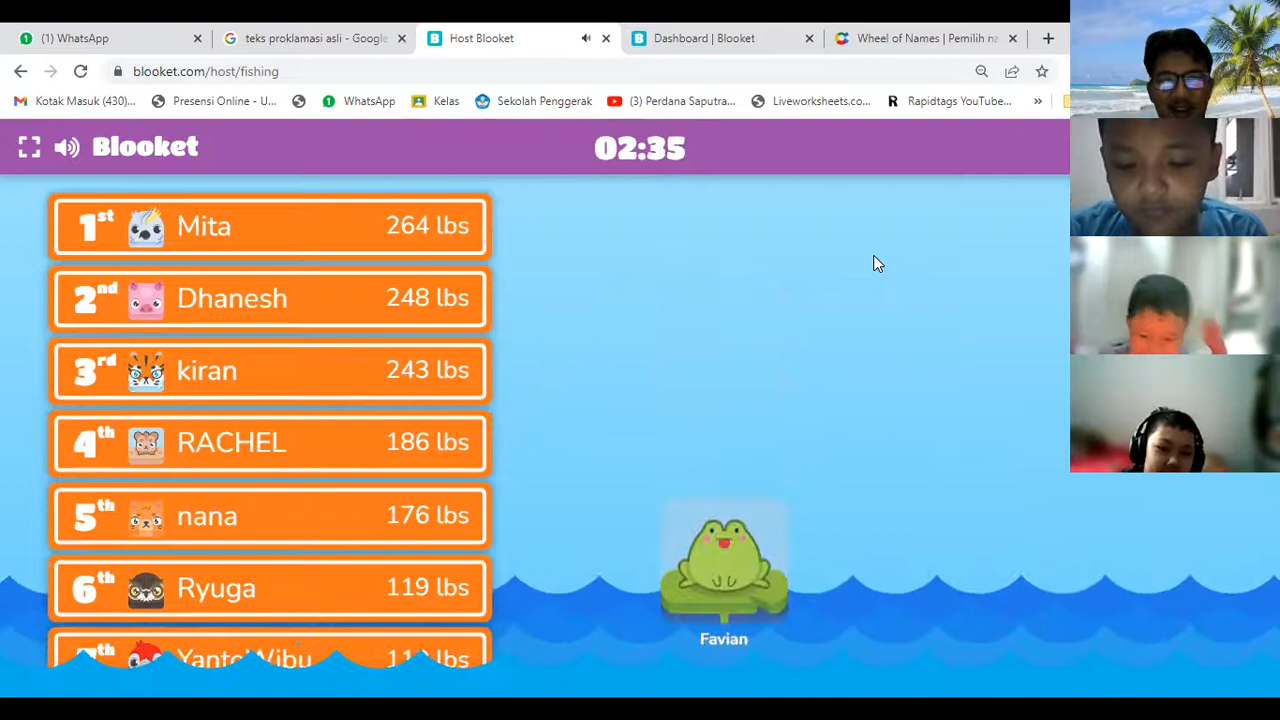 (1) WhatsApp
teks proklamasi asli - Google
Host Blooket
Dashboard | Blooket
Wheel of Names | Pemilih na
blooket.com/host/fishing
Kotak Masuk (430)...
Presensi Online - U...
WhatsApp
Kelas
Sekolah Penggerak
(3) Perdana Saputra...
Liveworksheets.co...
Rapidtags YouTube...
»
Blooket
02:35
1st Mita 264 lbs
2nd Dhanesh 248 lbs
3rd kiran 243 lbs
4th RACHEL 186 lbs
5th nana 176 lbs
6th Ryuga 119 lbs
YantoWibu lbs
Favian